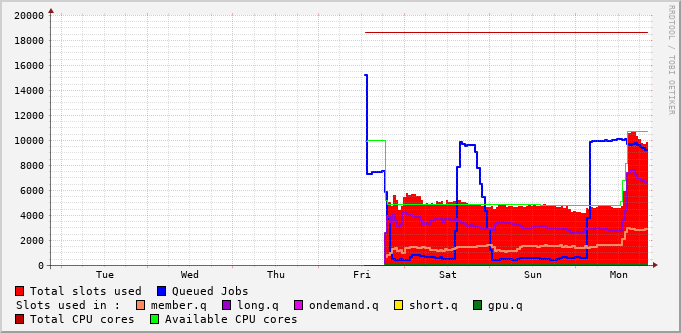 RRDTOOL / TOBI OETIKER
20000
18000
16000
14000
12000
10000
8000
6000
4000
2000
0
Tue Wed Thu Fri Sat Sun Mon
Total slots used Queued Jobs
Slots used in : member.q long.q ondemand.q short.q gpu.q
Total CPU cores Available CPU cores